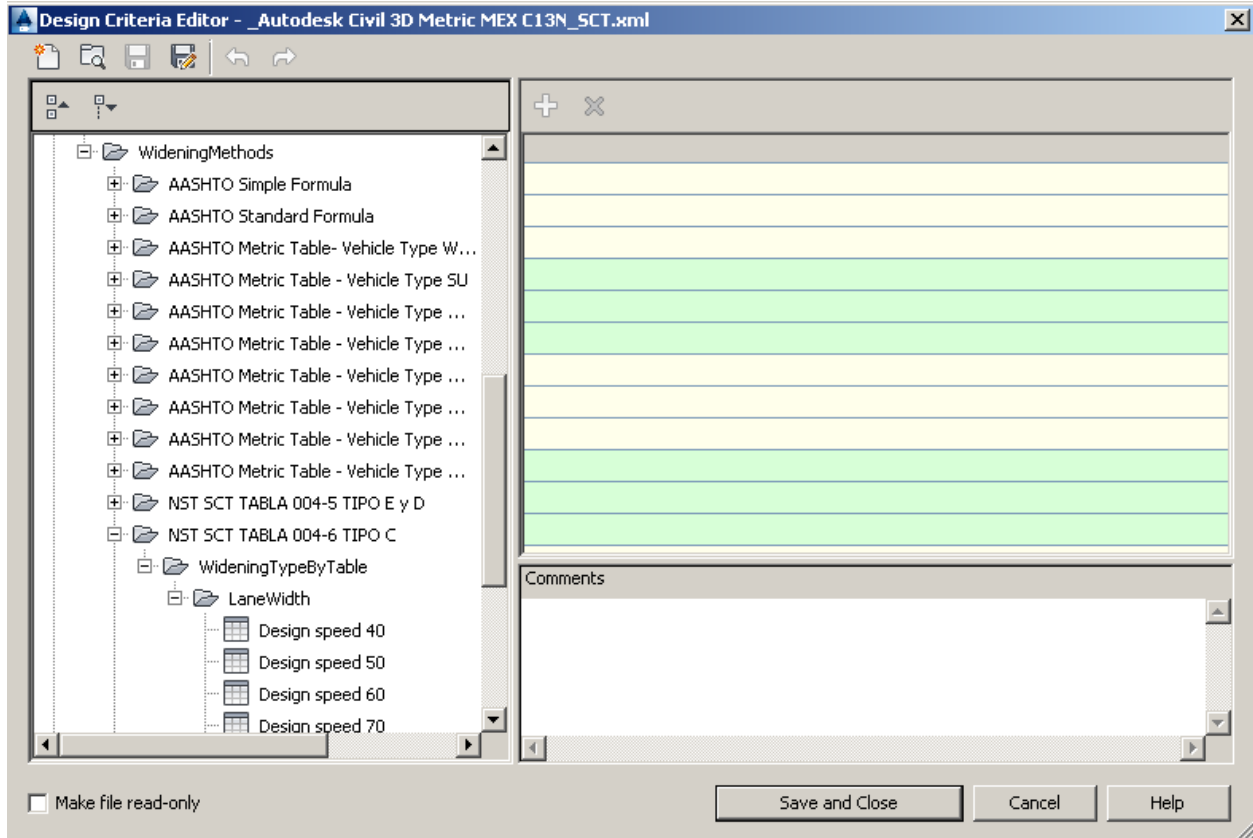 Design Criteria Editor - _Autodesk Civil 3D Metric MEX C13N_SCT.xml
WideningMethods
AASHTO Simple Formula
AASHTO Standard Formula
AASHTO Metric Table- Vehicle Type W...
AASHTO Metric Table - Vehicle Type SU
AASHTO Metric Table - Vehicle Type ...
AASHTO Metric Table - Vehicle Type ...
AASHTO Metric Table - Vehicle Type ...
AASHTO Metric Table - Vehicle Type ...
AASHTO Metric Table - Vehicle Type ...
AASHTO Metric Table - Vehicle Type ...
NST SCT TABLA 004-5 TIPO E y D
NST SCT TABLA 004-6 TIPO C
WideningTypeByTable
LaneWidth
Design speed 40
Design speed 50
Design speed 60
Design speed 70
Comments
Make file read-only
Save and Close
Cancel
Help